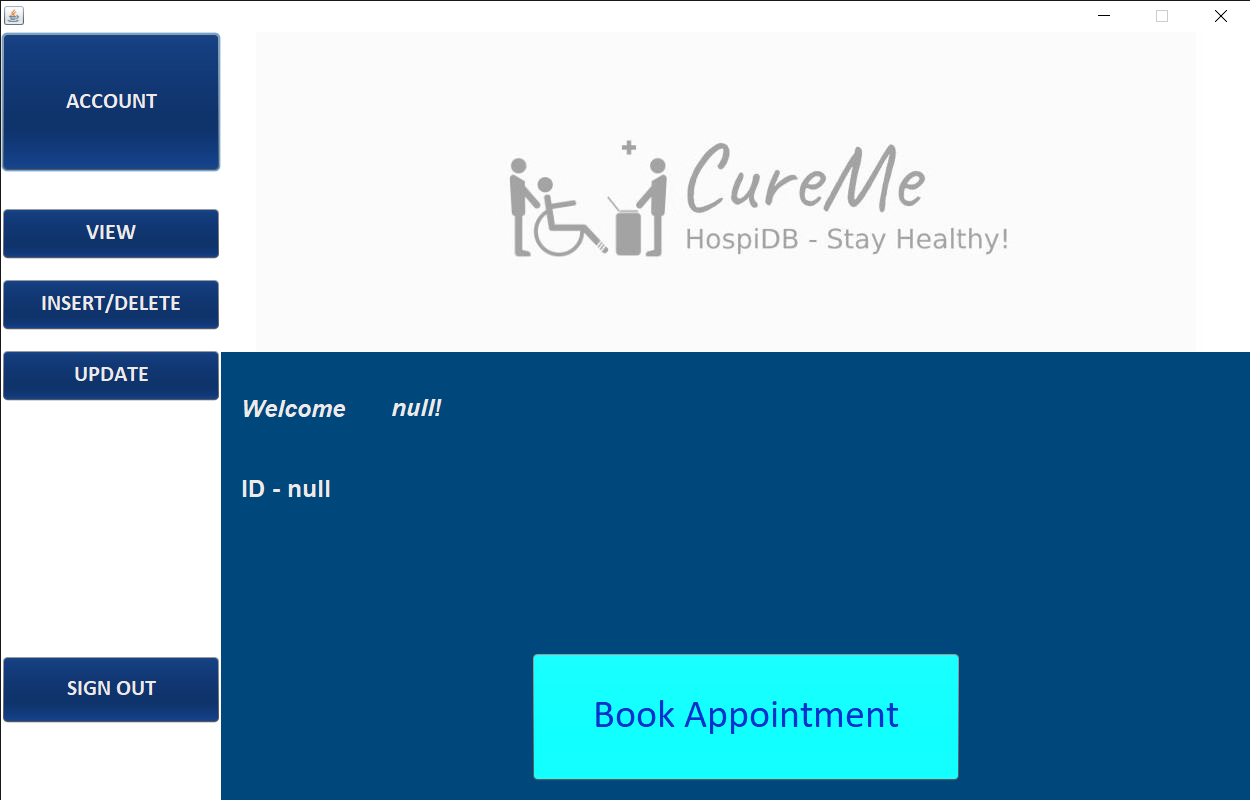 ACCOUNT
VIEW
INSERT/DELETE
UPDATE
SIGN OUT
CureMe
HospiDB - Stay Healthy!
Welcome null!
ID - null
Book Appointment